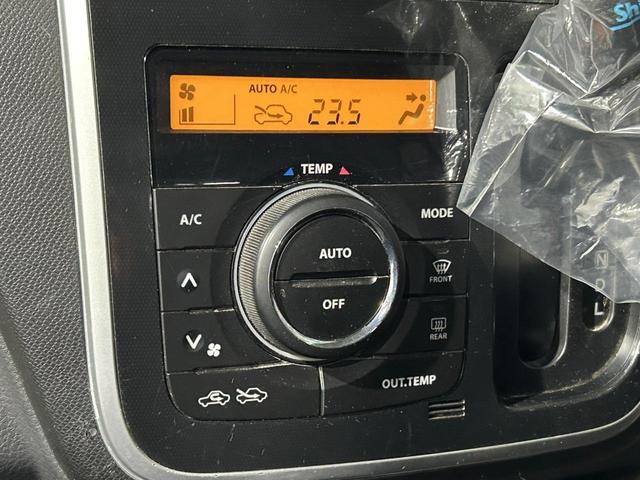 AUTO A/C
23.5
TEMP
A/C
MODE
AUTO
OFF
FRONT
REAR
OUT.TEMP
N
D
L